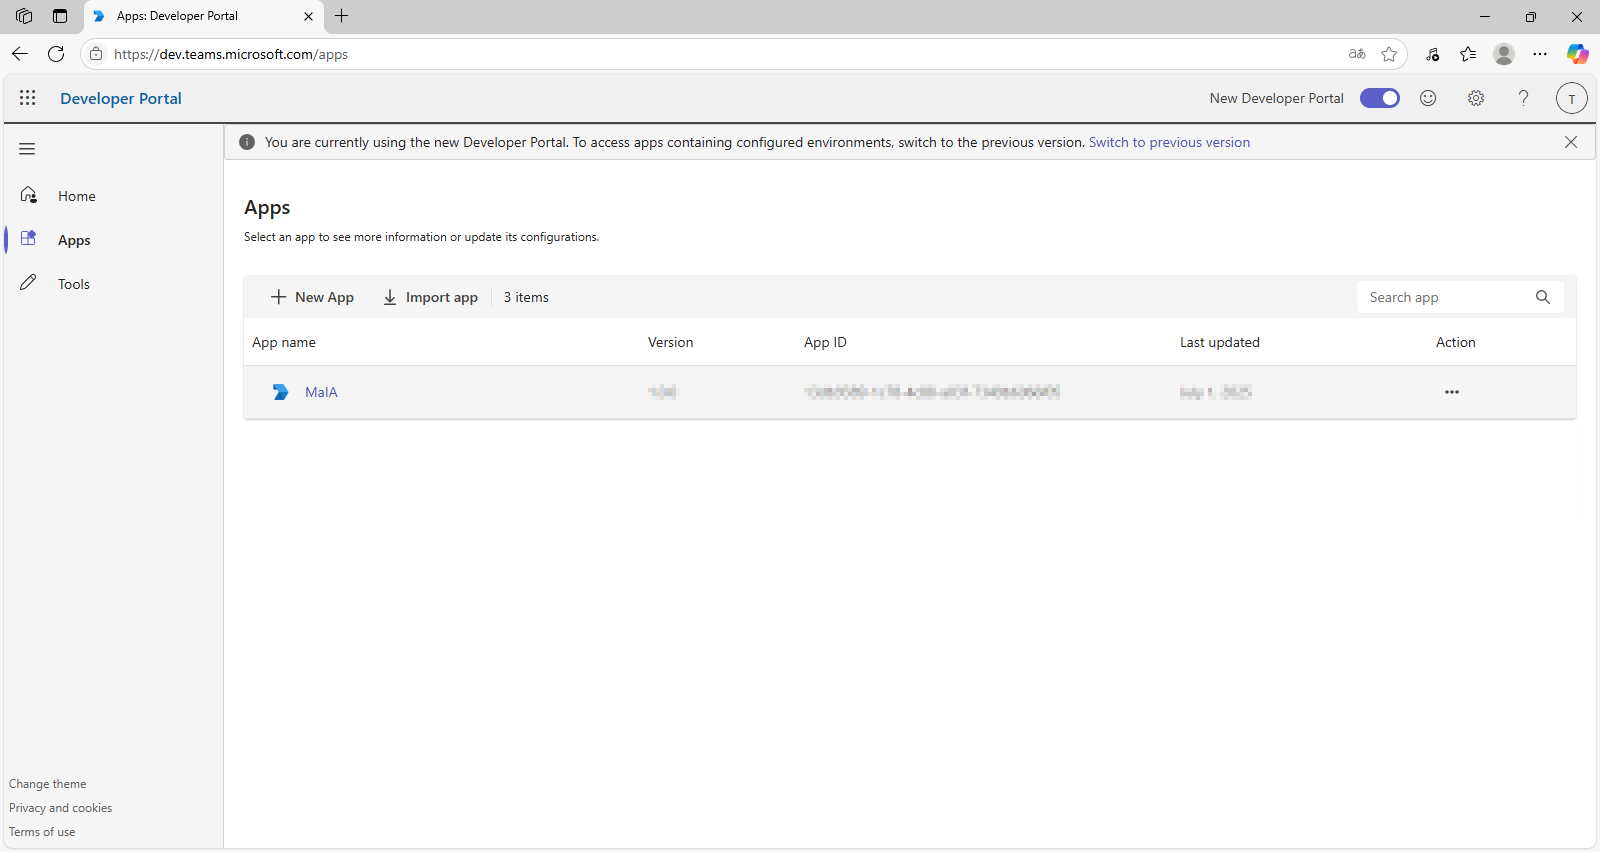 Apps: Developer Portal
https://dev.teams.microsoft.com/apps
aあ
Developer Portal
New Developer Portal
T
You are currently using the new Developer Portal. To access apps containing configured environments, switch to the previous version. Switch to previous version
Home
Apps
Tools
Apps
Select an app to see more information or update its configurations.
New App
Import app
3 items
Search app
App name
Version
App ID
Last updated
Action
MaIA
Change theme
Privacy and cookies
Terms of use